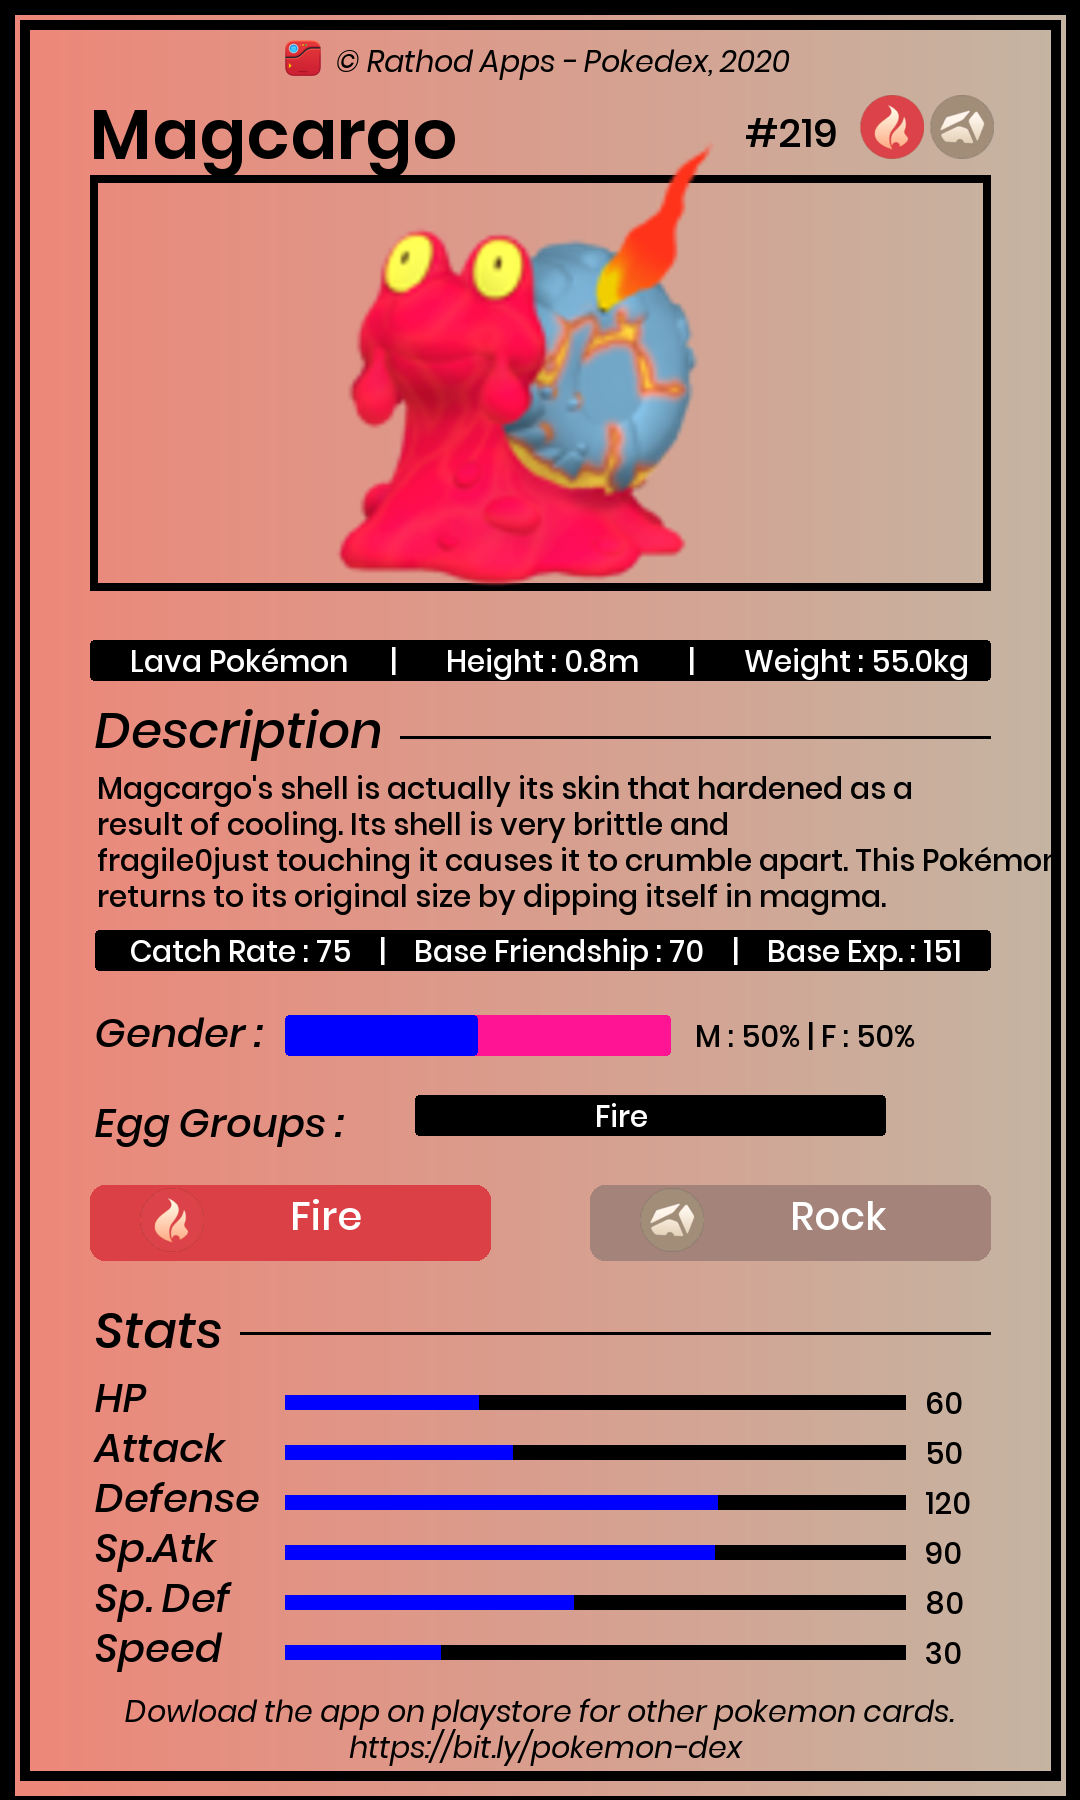 © Rathod Apps - Pokedex, 2020
Magcargo #219
Lava Pokémon | Height : 0.8m | Weight : 55.0kg
Description
Magcargo's shell is actually its skin that hardened as a
result of cooling. Its shell is very brittle and
fragile0just touching it causes it to crumble apart. This Pokémon
returns to its original size by dipping itself in magma.
Catch Rate : 75 | Base Friendship : 70 | Base Exp. : 151
Gender : M : 50% | F : 50%
Egg Groups : Fire
Fire Rock
Stats
HP 60
Attack 50
Defense 120
Sp.Atk 90
Sp. Def 80
Speed 30
Dowload the app on playstore for other pokemon cards.
https://bit.ly/pokemon-dex